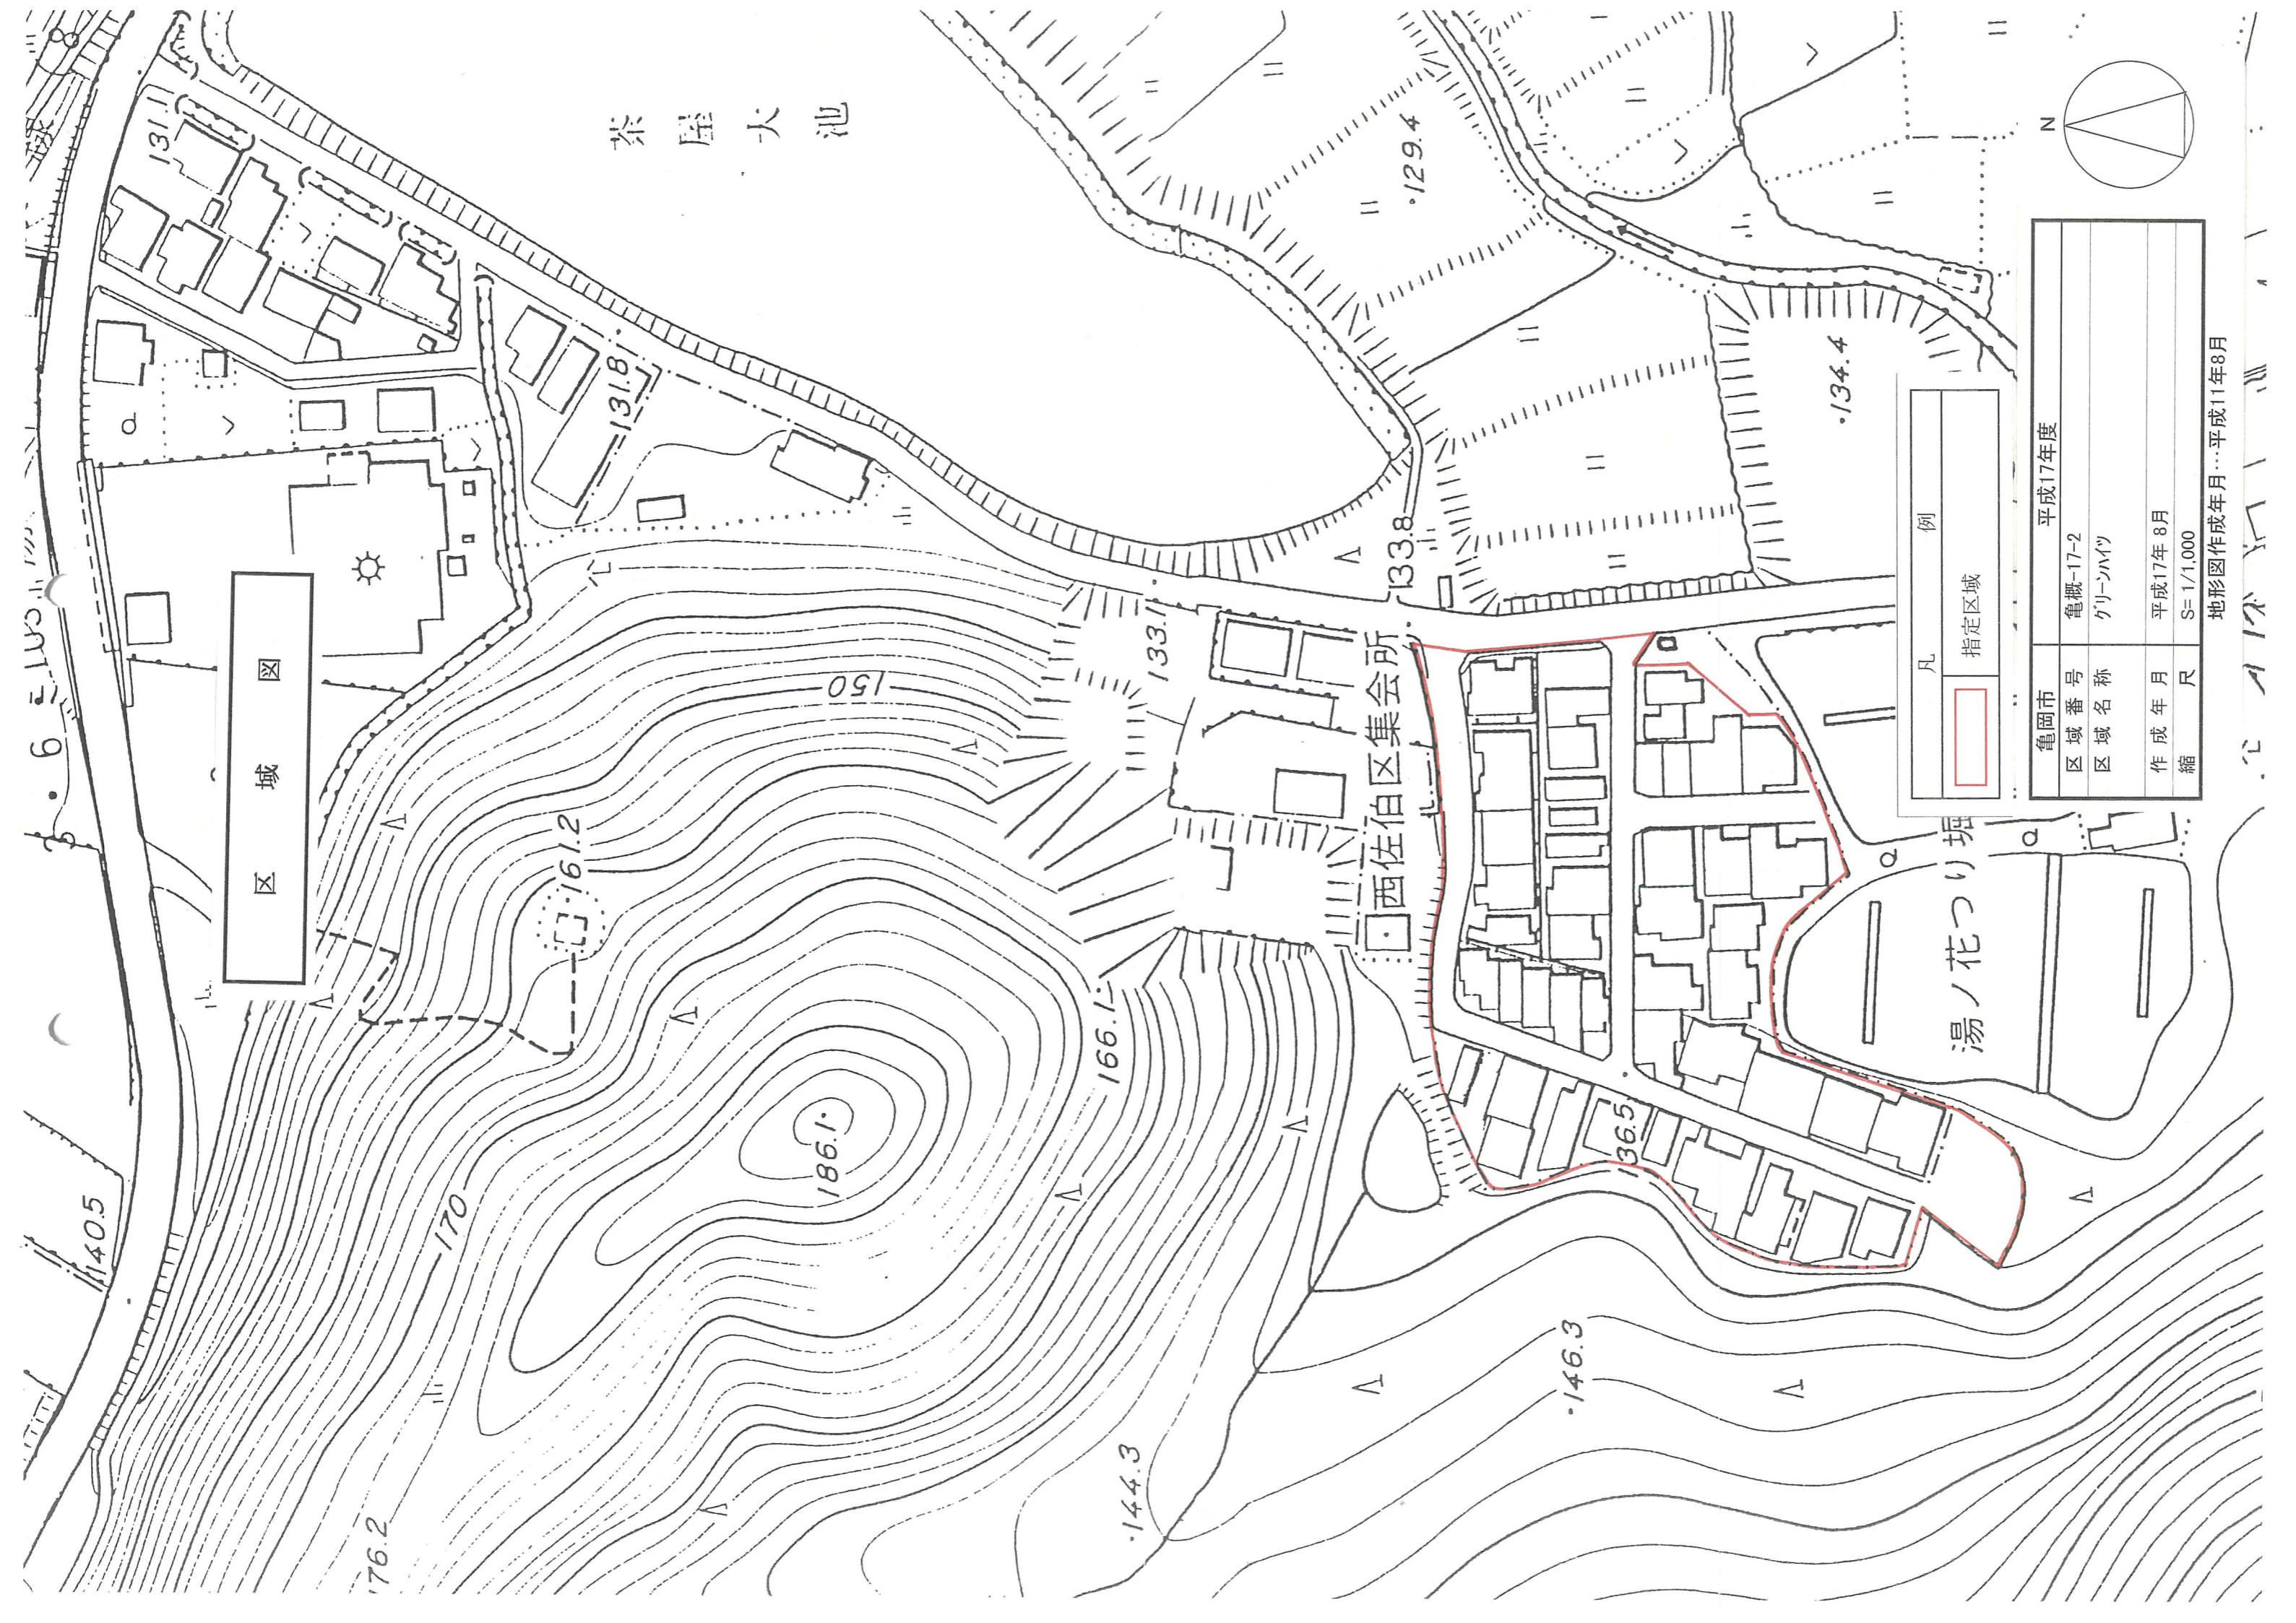 区域図
茶屋大池
131.1
131.8
129.4
134.4
133.8
133.1
150
161.2
186.1
166.1
170
140.5
176.2
144.3
146.3
136.5
西佐伯区集会所
湯ノ花つり堀
N
凡例
指定区域
亀岡市 平成17年度
区域番号 亀概-17-2
区域名称 グリーンハイツ
作成年月 平成17年 8月
縮尺 S=1/1,000
地形図作成年月…平成11年8月